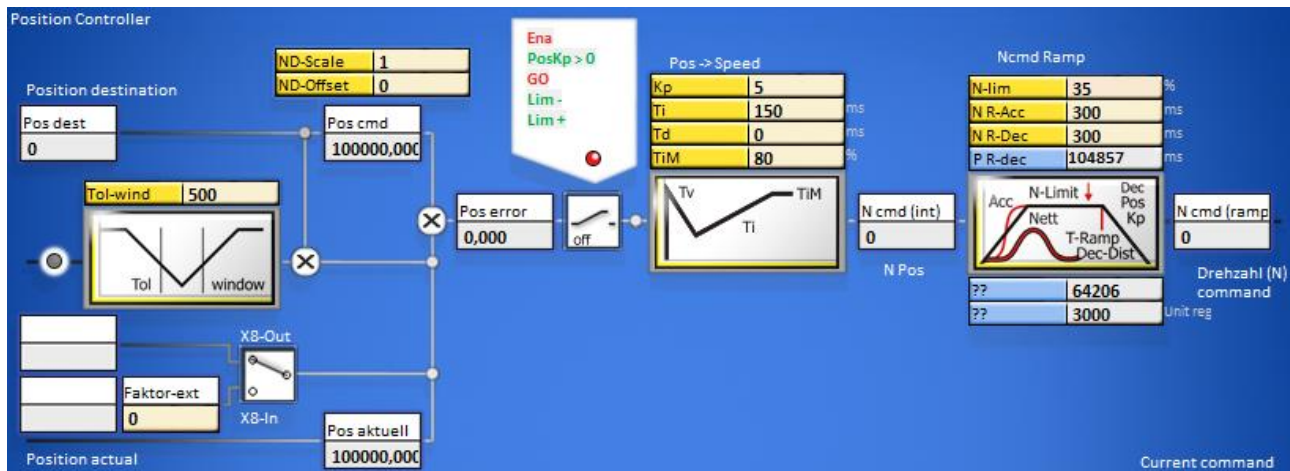 Position Controller
Ena
PosKp > 0
GO
Lim -
Lim +
ND-Scale 1
ND-Offset 0
Position destination
Pos dest
0
Pos cmd
100000,000
Tol-wind 500
Tol window
Pos error
0,000
off
Pos -> Speed
Kp 5
Ti 150 ms
Td 0 ms
TiM 80 %
Tv TiM
Ti
N cmd (int)
0
N Pos
Ncmd Ramp
N-lim 35 %
N R-Acc 300 ms
N R-Dec 300 ms
P R-dec 104857 ms
Acc N-Limit Dec
Pos
Kp
Nett
T-Ramp
Dec-Dist
?? 64206
?? 3000 Unit reg
N cmd (ramp
0
Drehzahl (N)
command
X8-Out
Faktor-ext
0
X8-In
Pos aktuell
100000,000
Position actual
Current command